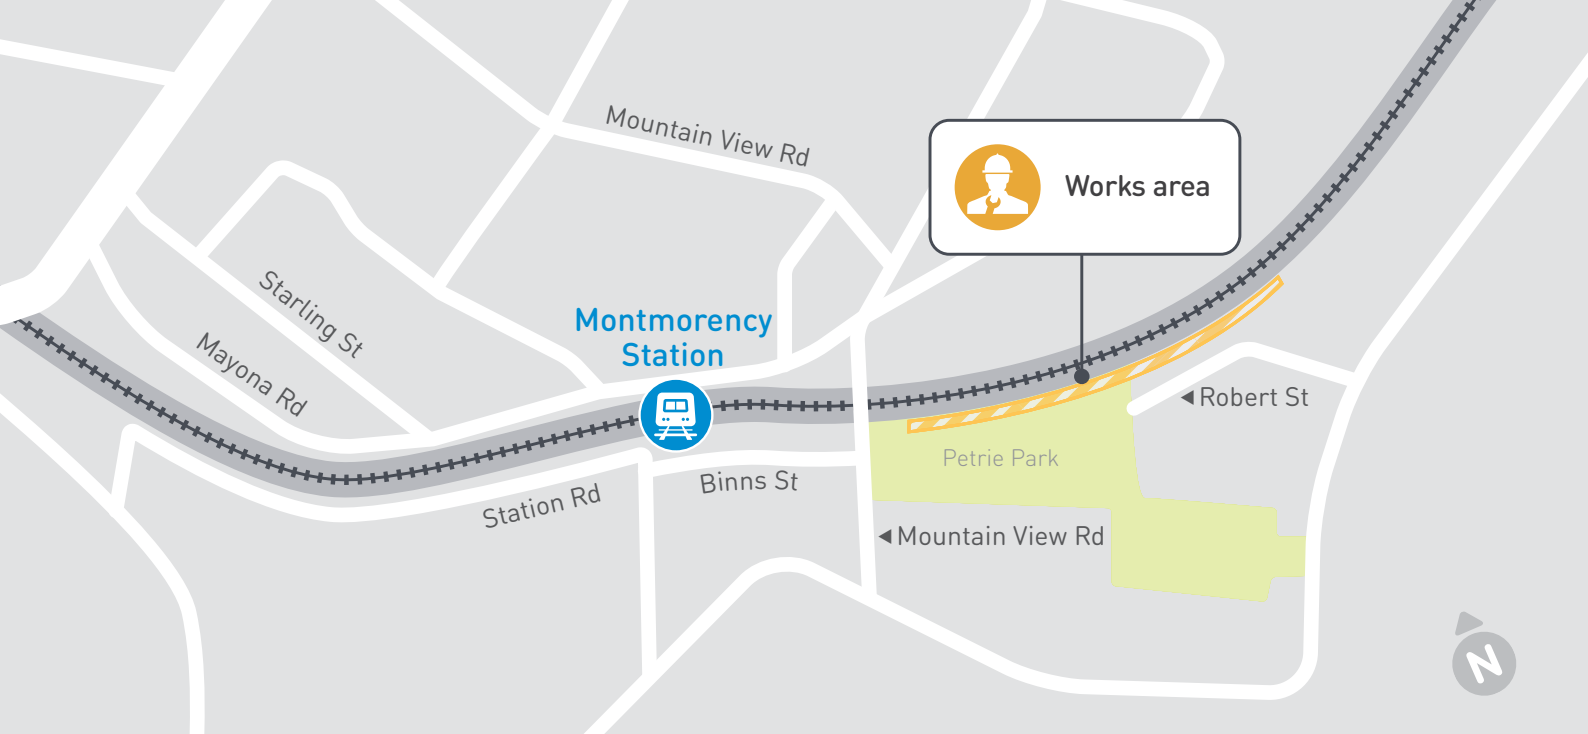 Mountain View Rd
Works area
Starling St
Montmorency
Station
Mayona Rd
Robert St
Petrie Park
Binns St
Station Rd
Mountain View Rd
N